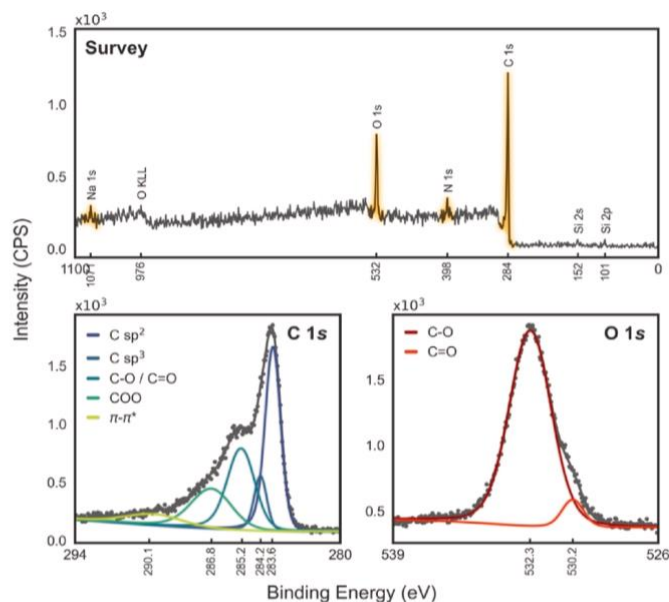 ×10³
1.5
Survey
1.0
0.5
0.0
Na 1s
O KLL
O 1s
N 1s
C 1s
Si 2s
Si 2p
1100
1071
976
532
398
284
152
101
0
Intensity (CPS)
×10³
C 1s
C sp²
C sp³
C-O / C=O
COO
π-π*
1.5
1.0
0.5
0.0
294
290.1
286.8
285.2
284.2
283.6
280
×10³
O 1s
C-O
C=O
1.5
1.0
0.5
539
532.3
530.2
526
Binding Energy (eV)